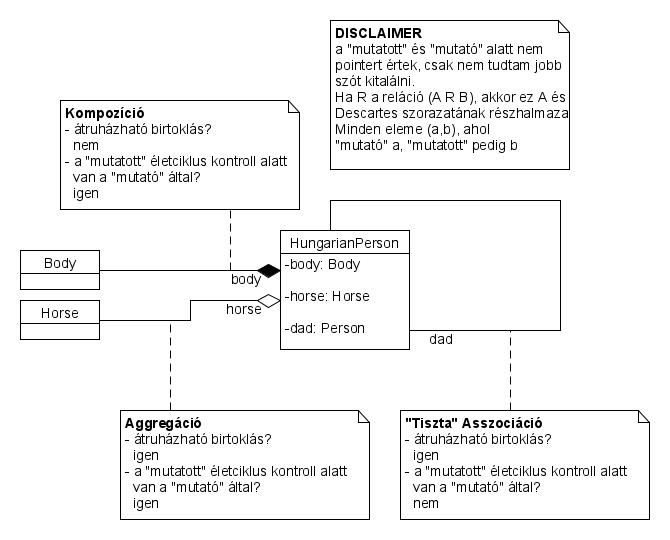 DISCLAIMER
a "mutatott" és "mutató" alatt nem
pointert értek, csak nem tudtam jobb
szót kitalálni.
Ha R a reláció (A R B), akkor ez A és
Descartes szorazatának részhalmaza
Minden eleme (a,b), ahol
"mutató" a, "mutatott" pedig b
Kompozíció
- átruházható birtoklás?
nem
- a "mutatott" életciklus kontroll alatt
van a "mutató" által?
igen
HungarianPerson
-body: Body
-horse: Horse
-dad: Person
Body
body
Horse
horse
dad
Aggregáció
- átruházható birtoklás?
igen
- a "mutatott" életciklus kontroll alatt
van a "mutató" által?
igen
"Tiszta" Asszociáció
- átruházható birtoklás?
igen
- a "mutatott" életciklus kontroll alatt
van a "mutató" által?
nem